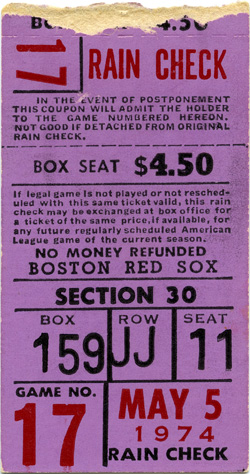 BOX 4.50
17
RAIN CHECK
IN THE EVENT OF POSTPONEMENT
THIS COUPON WILL ADMIT THE HOLDER
TO THE GAME NUMBERED HEREON.
NOT GOOD IF DETACHED FROM ORIGINAL
RAIN CHECK.
BOX SEAT $4.50
If legal game is not played or not resched-
uled with this same ticket valid, this rain
check may be exchanged at box office for
a ticket of the same price, if available, for
any future regularly scheduled American
League game of the current season.
NO MONEY REFUNDED
BOSTON RED SOX
SECTION 30
BOX ROW SEAT
159 JJ 11
GAME NO.
17
MAY 5
1974
RAIN CHECK